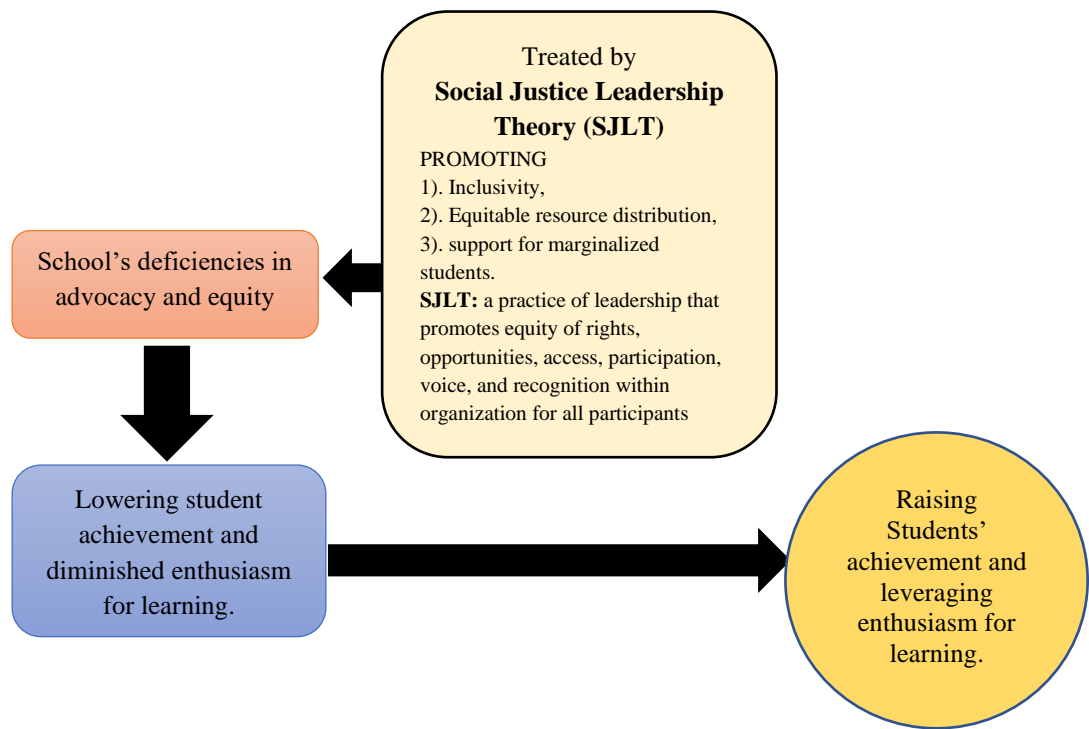 Treated by
Social Justice Leadership
Theory (SJLT)
PROMOTING
1). Inclusivity,
2). Equitable resource distribution,
3). support for marginalized
students.
SJLT: a practice of leadership that
promotes equity of rights,
opportunities, access, participation,
voice, and recognition within
organization for all participants
School’s deficiencies in
advocacy and equity
Lowering student
achievement and
diminished enthusiasm
for learning.
Raising
Students’
achievement and
leveraging
enthusiasm for
learning.